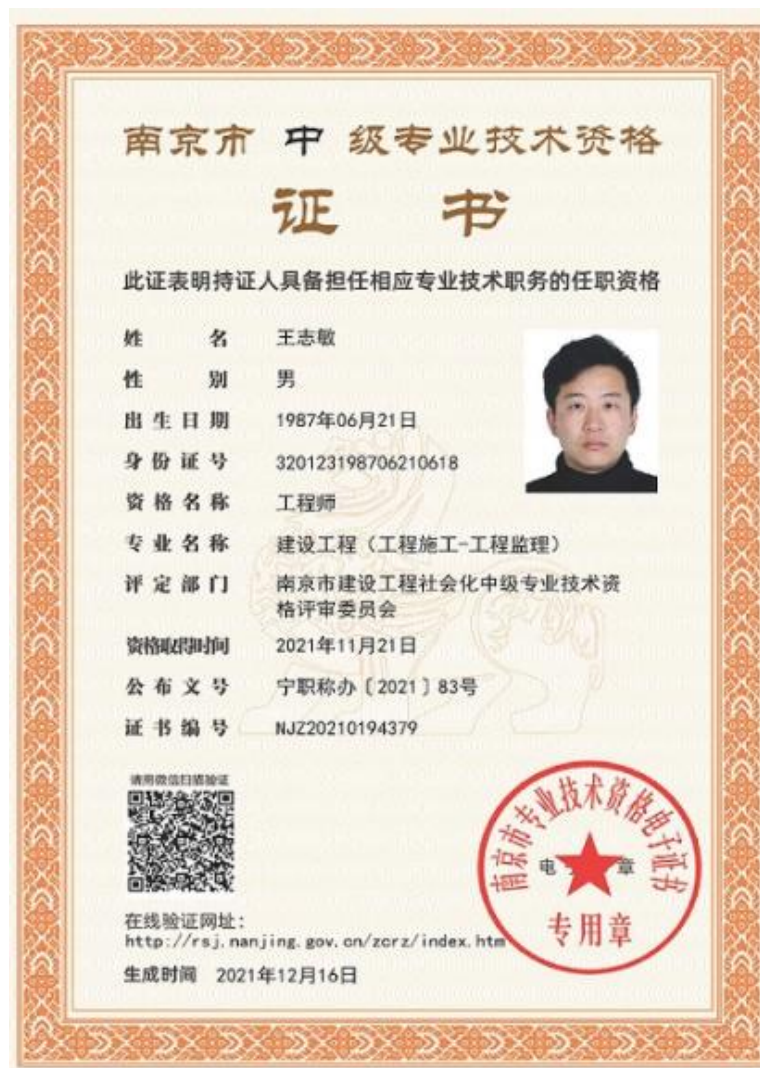 南京市 中 级专业技术资格
证 书
此证表明持证人具备担任相应专业技术职务的任职资格
姓 名 王志敏
性 别 男
出生日期 1987年06月21日
身份证号 320123198706210618
资格名称 工程师
专业名称 建设工程（工程施工-工程监理）
评定部门 南京市建设工程社会化中级专业技术资
格评审委员会
资格取得时间 2021年11月21日
公布文号 宁职称办〔2021〕83号
证书编号 NJZ20210194379
请用微信扫描验证
南京市专业技术资格电子证书
电 章
专用章
在线验证网址：
http://rsj.nanjing.gov.cn/zcrz/index.htm
生成时间 2021年12月16日